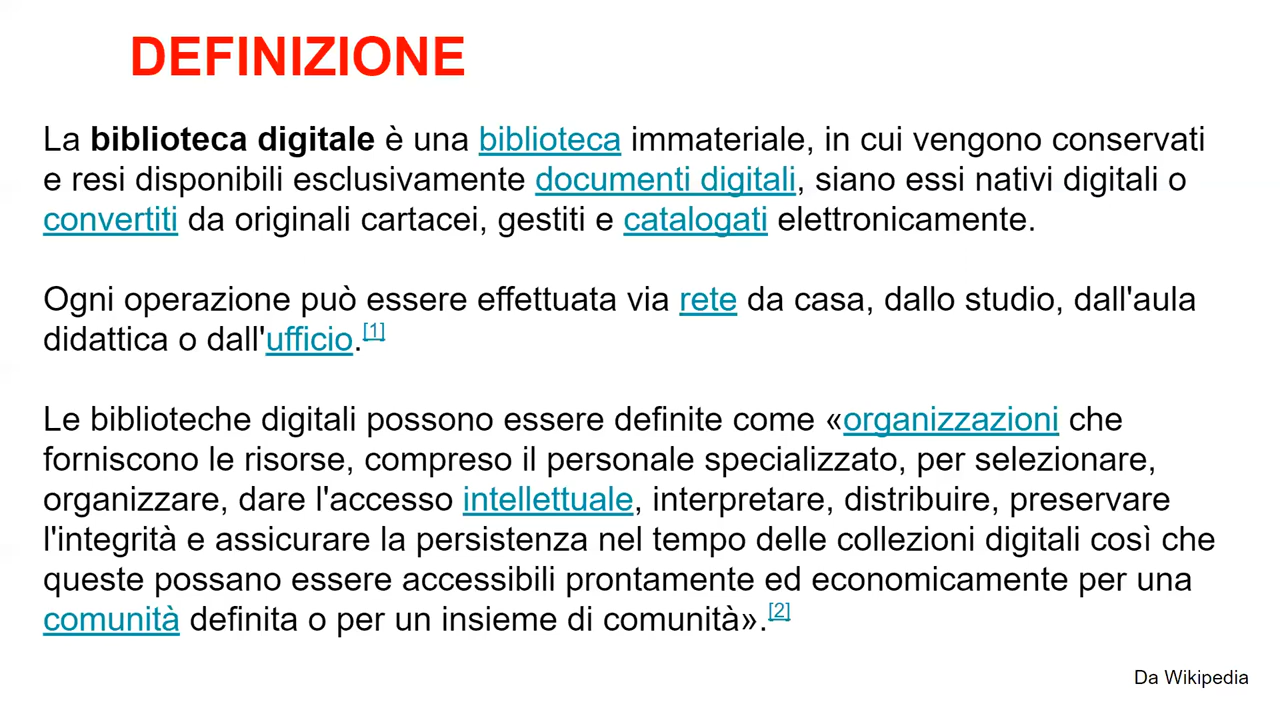 DEFINIZIONE
La biblioteca digitale è una biblioteca immateriale, in cui vengono conservati
e resi disponibili esclusivamente documenti digitali, siano essi nativi digitali o
convertiti da originali cartacei, gestiti e catalogati elettronicamente.
Ogni operazione può essere effettuata via rete da casa, dallo studio, dall'aula
didattica o dall'ufficio.[1]
Le biblioteche digitali possono essere definite come «organizzazioni che
forniscono le risorse, compreso il personale specializzato, per selezionare,
organizzare, dare l'accesso intellettuale, interpretare, distribuire, preservare
l'integrità e assicurare la persistenza nel tempo delle collezioni digitali così che
queste possano essere accessibili prontamente ed economicamente per una
comunità definita o per un insieme di comunità».[2]
Da Wikipedia